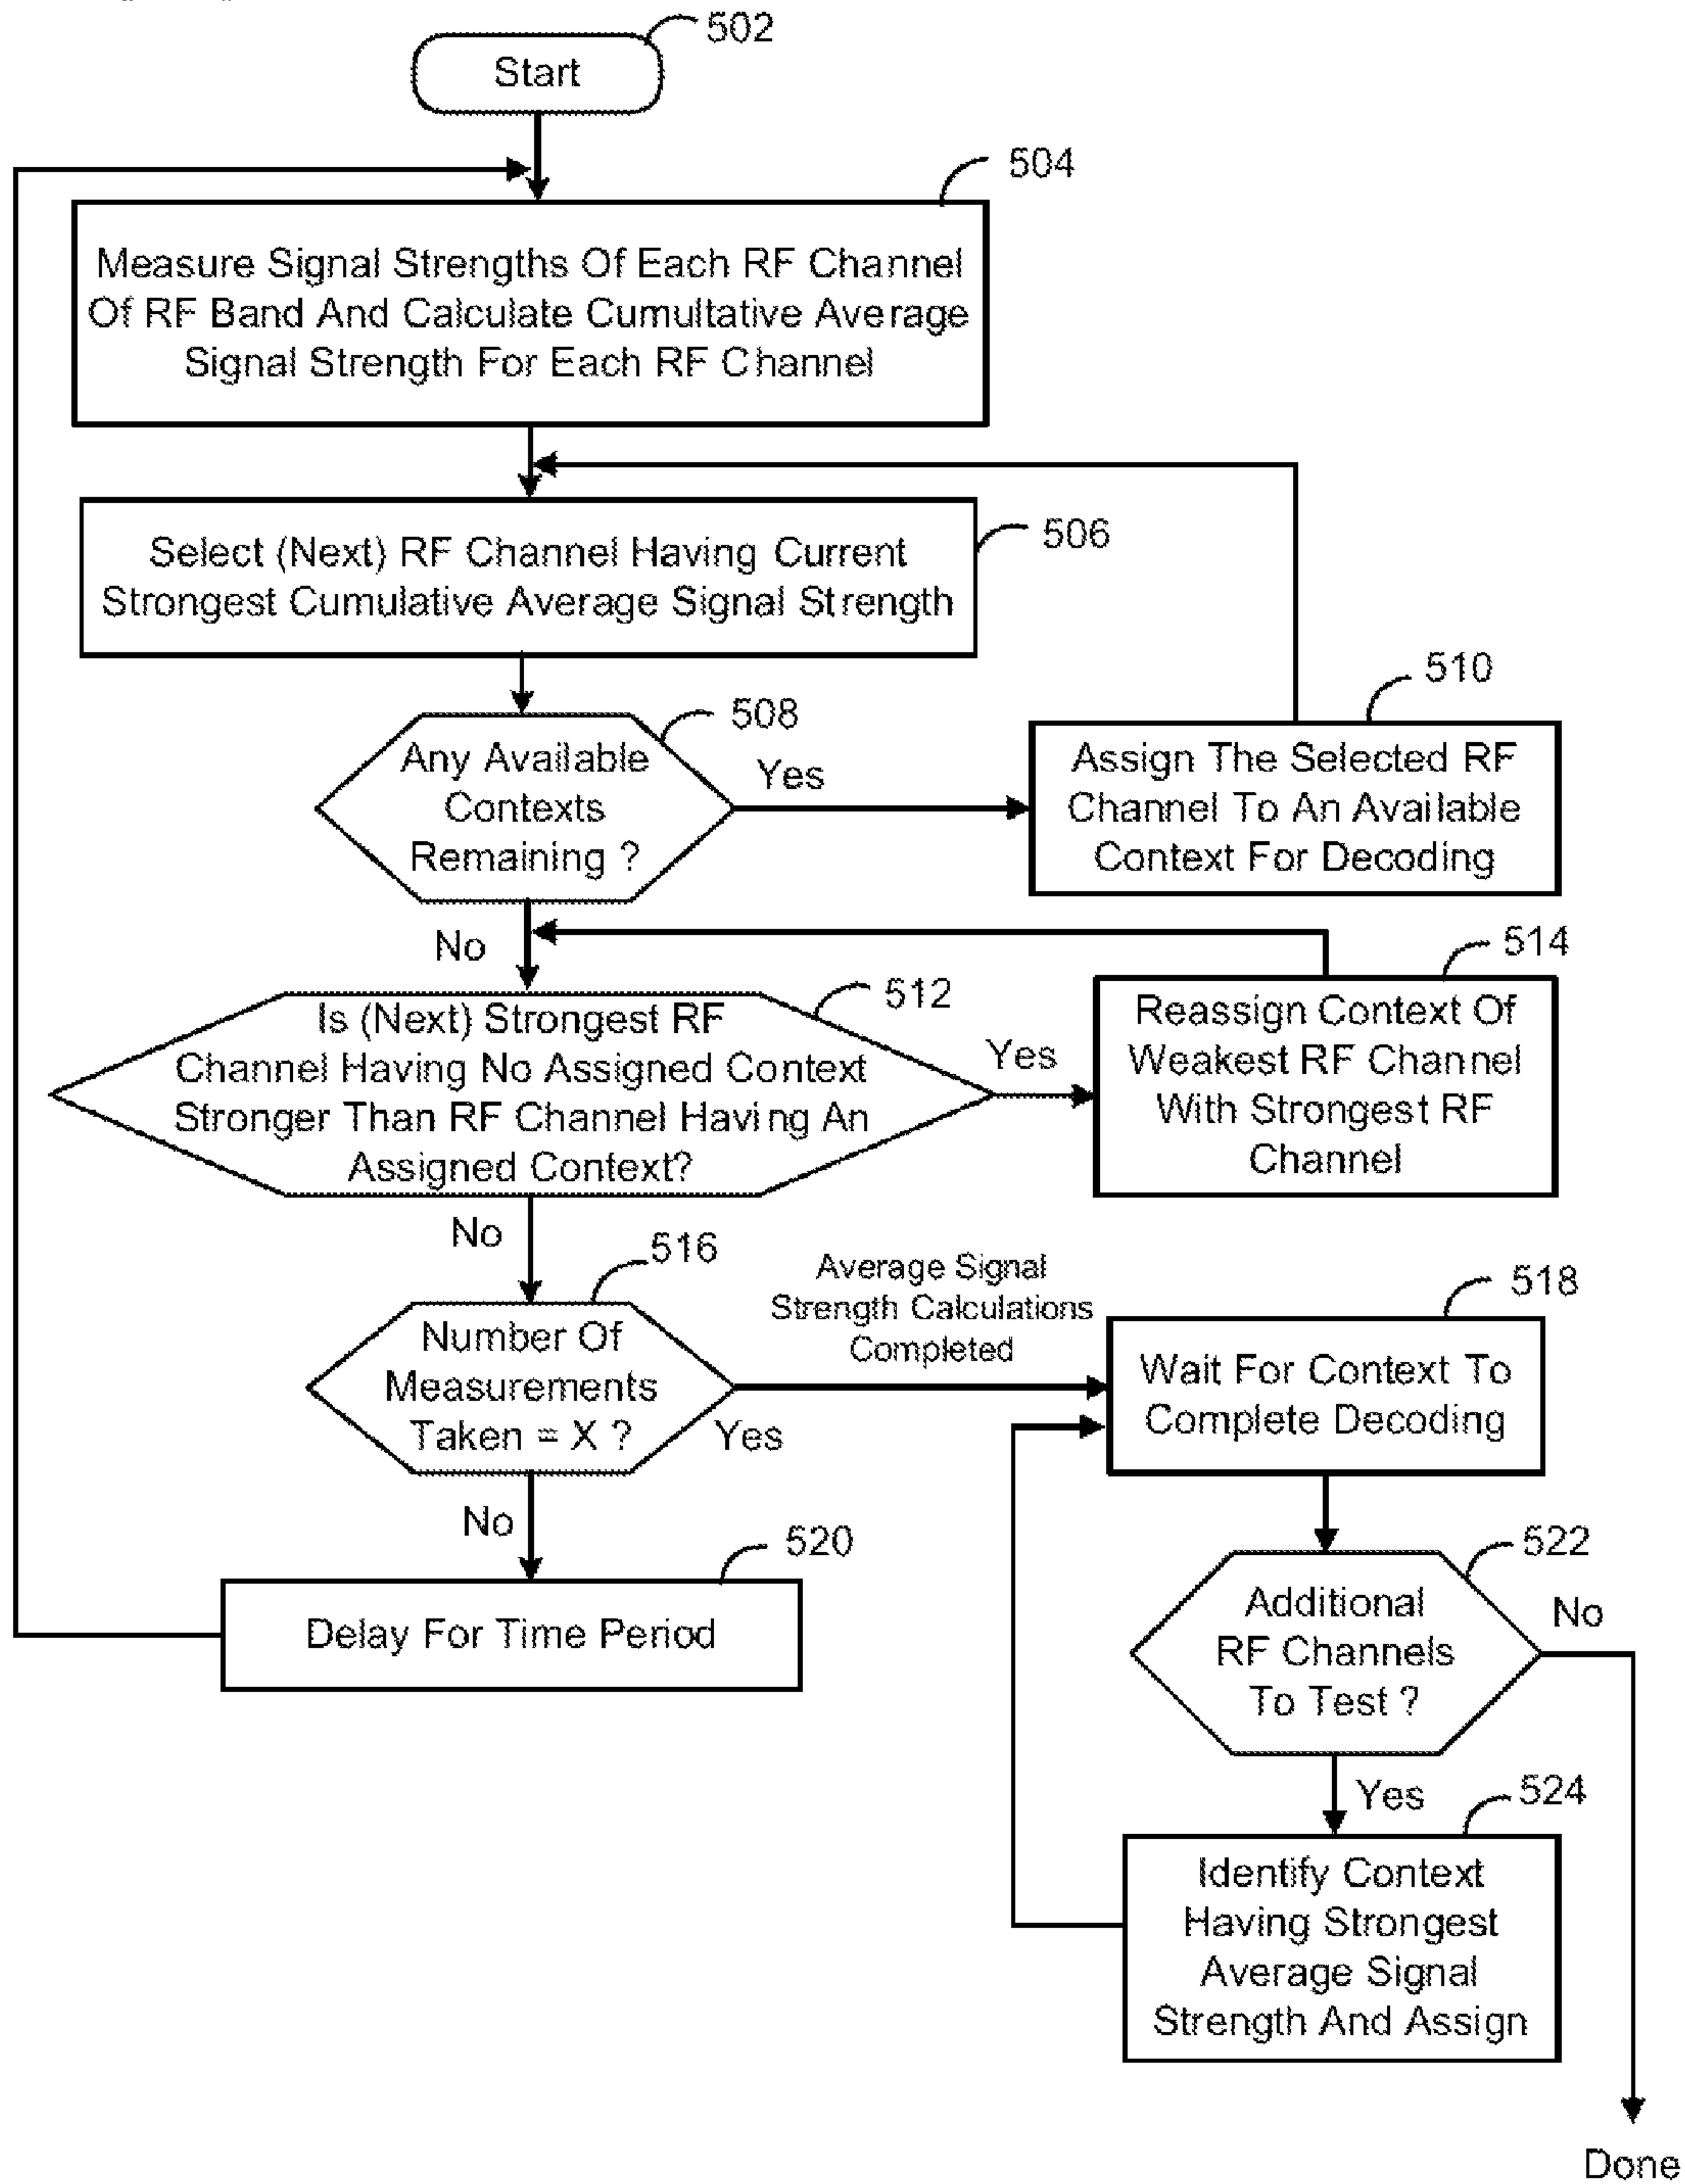 502
Start
504
Measure Signal Strengths Of Each RF Channel
Of RF Band And Calculate Cumultative Average
Signal Strength For Each RF Channel
506
Select (Next) RF Channel Having Current
Strongest Cumulative Average Signal Strength
508
Any Available
Contexts
Remaining ?
Yes
510
Assign The Selected RF
Channel To An Available
Context For Decoding
No
512
Is (Next) Strongest RF
Channel Having No Assigned Context
Stronger Than RF Channel Having An
Assigned Context?
Yes
514
Reassign Context Of
Weakest RF Channel
With Strongest RF
Channel
No
516
Number Of
Measurements
Taken = X ?
Yes
Average Signal
Strength Calculations
Completed
518
Wait For Context To
Complete Decoding
No
520
Delay For Time Period
522
Additional
RF Channels
To Test ?
No
Yes
524
Identify Context
Having Strongest
Average Signal
Strength And Assign
Done